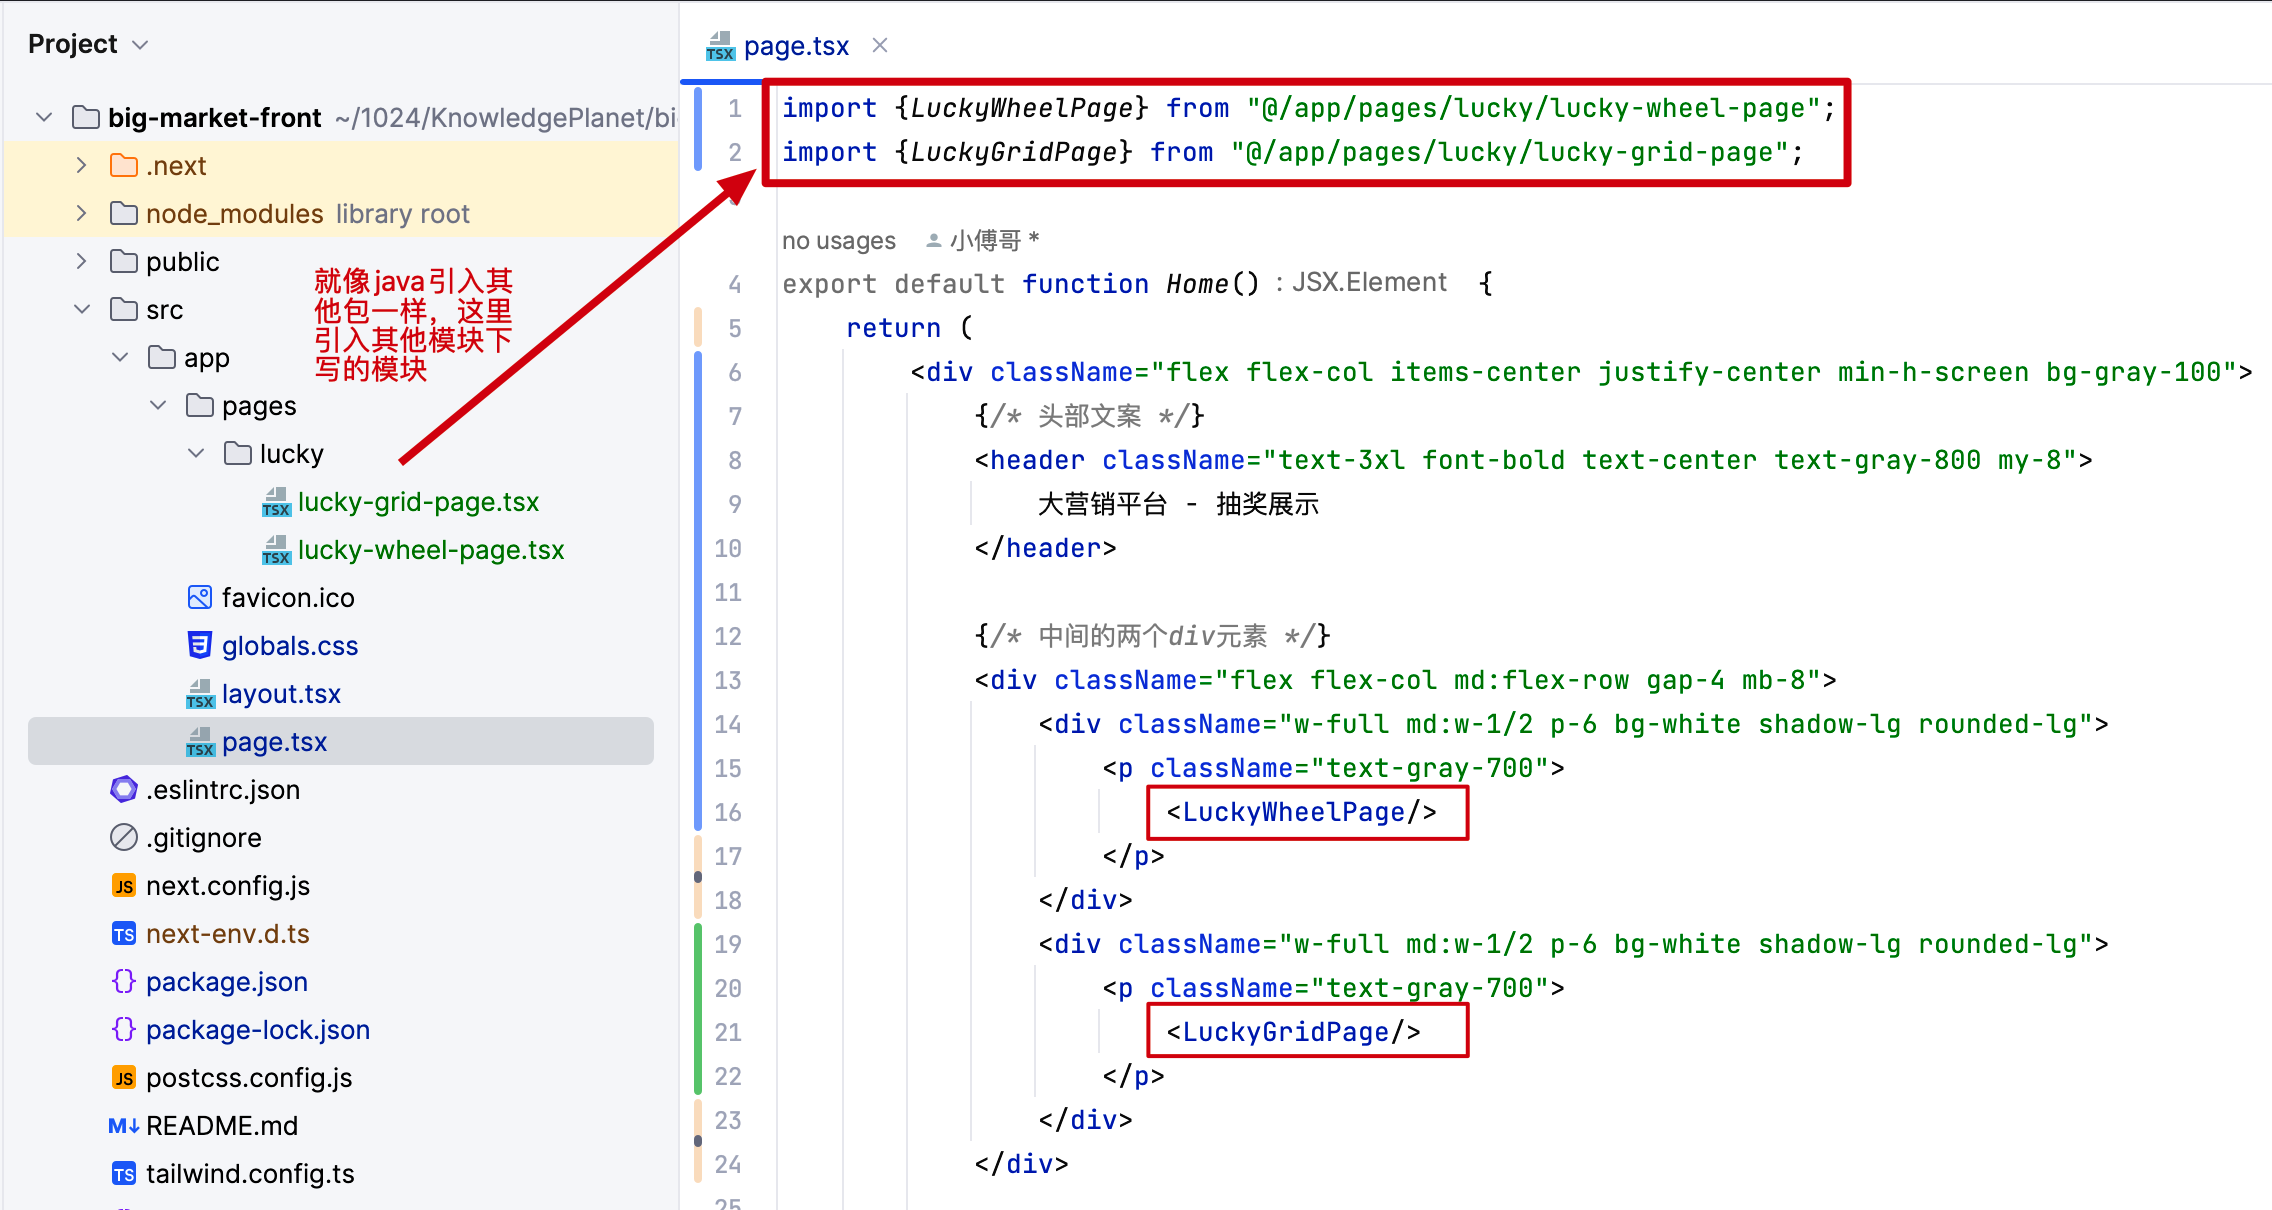 Project
big-market-front ~/1024/KnowledgePlanet/bi
.next
node_modules library root
public
src
app
pages
lucky
lucky-grid-page.tsx
lucky-wheel-page.tsx
favicon.ico
globals.css
layout.tsx
page.tsx
.eslintrc.json
.gitignore
next.config.js
next-env.d.ts
package.json
package-lock.json
postcss.config.js
README.md
tailwind.config.ts
就像java引入其
他包一样，这里
引入其他模块下
写的模块
page.tsx
1 import {LuckyWheelPage} from "@/app/pages/lucky/lucky-wheel-page";
2 import {LuckyGridPage} from "@/app/pages/lucky/lucky-grid-page";
no usages 小傅哥 *
4 export default function Home() : JSX.Element {
5 return (
6 <div className="flex flex-col items-center justify-center min-h-screen bg-gray-100">
7 {/* 头部文案 */}
8 <header className="text-3xl font-bold text-center text-gray-800 my-8">
9 大营销平台 - 抽奖展示
10 </header>
11
12 {/* 中间的两个div元素 */}
13 <div className="flex flex-col md:flex-row gap-4 mb-8">
14 <div className="w-full md:w-1/2 p-6 bg-white shadow-lg rounded-lg">
15 <p className="text-gray-700">
16 <LuckyWheelPage/>
17 </p>
18 </div>
19 <div className="w-full md:w-1/2 p-6 bg-white shadow-lg rounded-lg">
20 <p className="text-gray-700">
21 <LuckyGridPage/>
22 </p>
23 </div>
24 </div>
25